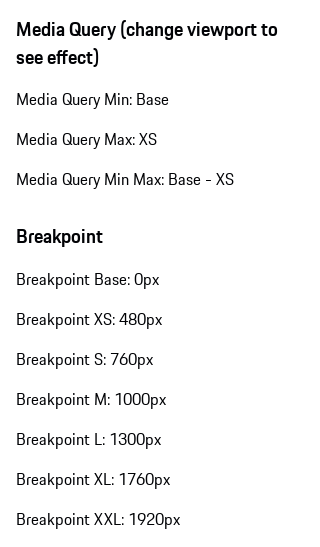 Media Query (change viewport to
see effect)
Media Query Min: Base
Media Query Max: XS
Media Query Min Max: Base - XS
Breakpoint
Breakpoint Base: 0px
Breakpoint XS: 480px
Breakpoint S: 760px
Breakpoint M: 1000px
Breakpoint L: 1300px
Breakpoint XL: 1760px
Breakpoint XXL: 1920px